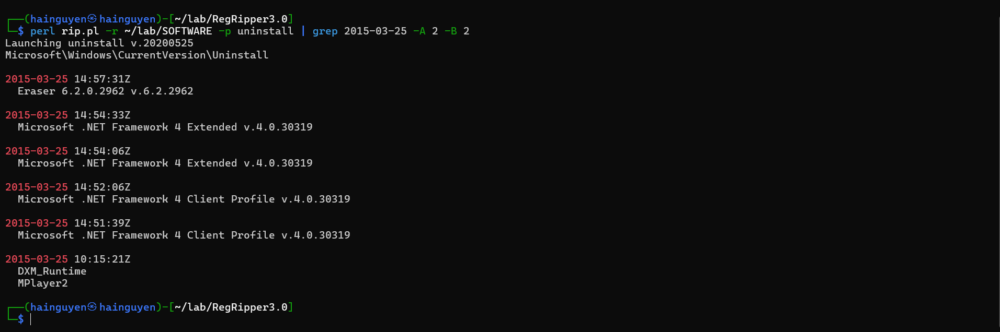 ┌──(hainguyen㉿hainguyen)-[~/lab/RegRipper3.0]
└─$ perl rip.pl -r ~/lab/SOFTWARE -p uninstall | grep 2015-03-25 -A 2 -B 2
Launching uninstall v.20200525
Microsoft\Windows\CurrentVersion\Uninstall

2015-03-25 14:57:31Z
  Eraser 6.2.0.2962 v.6.2.2962

2015-03-25 14:54:33Z
  Microsoft .NET Framework 4 Extended v.4.0.30319

2015-03-25 14:54:06Z
  Microsoft .NET Framework 4 Extended v.4.0.30319

2015-03-25 14:52:06Z
  Microsoft .NET Framework 4 Client Profile v.4.0.30319

2015-03-25 14:51:39Z
  Microsoft .NET Framework 4 Client Profile v.4.0.30319

2015-03-25 10:15:21Z
  DXM_Runtime
  MPlayer2

┌──(hainguyen㉿hainguyen)-[~/lab/RegRipper3.0]
└─$